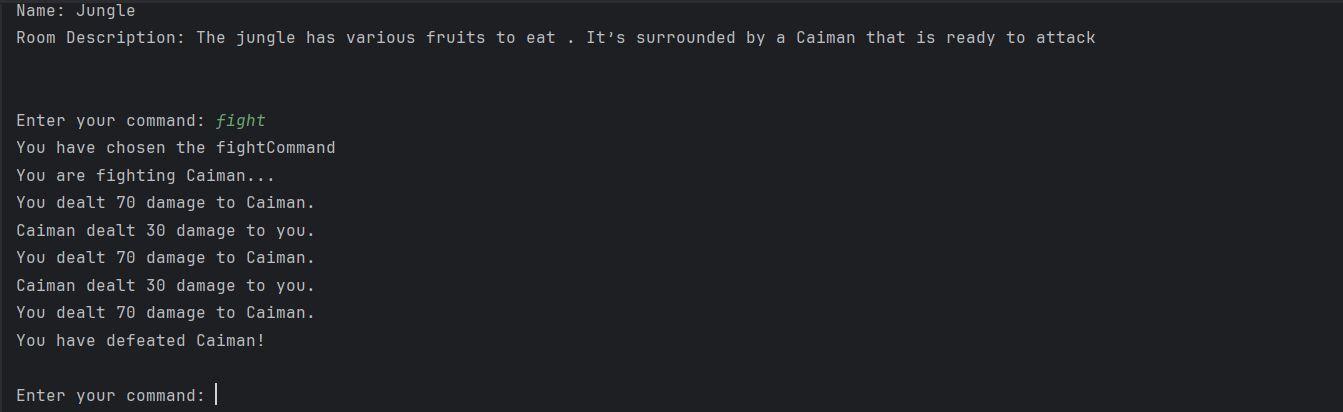 Name: Jungle
Room Description: The jungle has various fruits to eat . It's surrounded by a Caiman that is ready to attack
Enter your command: fight
You have chosen the fightCommand
You are fighting Caiman...
You dealt 70 damage to Caiman.
Caiman dealt 30 damage to you.
You dealt 70 damage to Caiman.
Caiman dealt 30 damage to you.
You dealt 70 damage to Caiman.
You have defeated Caiman!
Enter your command: